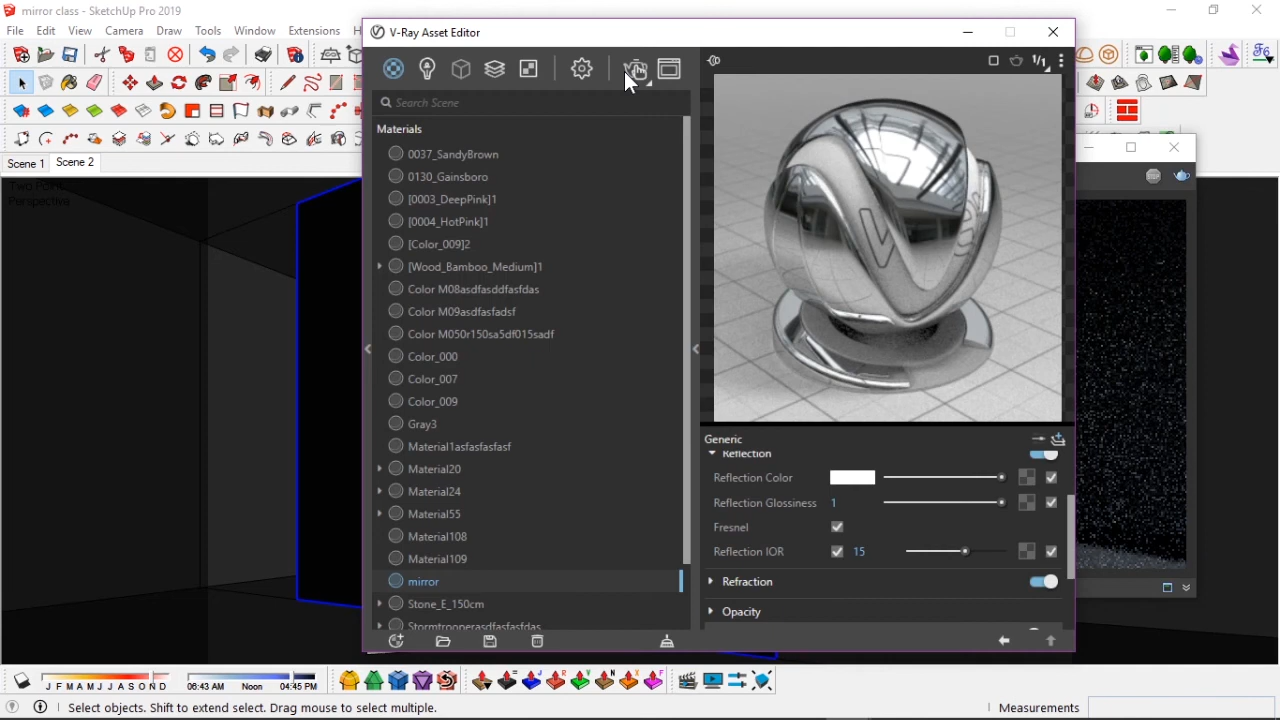 mirror class - SketchUp Pro 2019
File Edit View Camera Draw Tools Window Extensions
V-Ray Asset Editor
Search Scene
Scene 1 Scene 2
Two Point
Perspectiva
Materials
0037_SandyBrown
0130_Gainsboro
[0003_DeepPink]1
[0004_HotPink]1
[Color_009]2
[Wood_Bamboo_Medium]1
Color M08asdfasddfasfdas
Color M09asdfasfadsf
Color M050r150sa5df015sadf
Color_000
Color_007
Color_009
Gray3
Material1asfasfasfasf
Material20
Material24
Material55
Material108
Material109
mirror
Stone_E_150cm
Stormtrooperasdfasfasfdas
1/1
Generic
Reflection
Reflection Color
Reflection Glossiness 1
Fresnel
Reflection IOR 15
Refraction
Opacity
J F M A M J J A S O N D
06:43 AM Noon 04:45 PM
Select objects. Shift to extend select. Drag mouse to select multiple.
Measurements